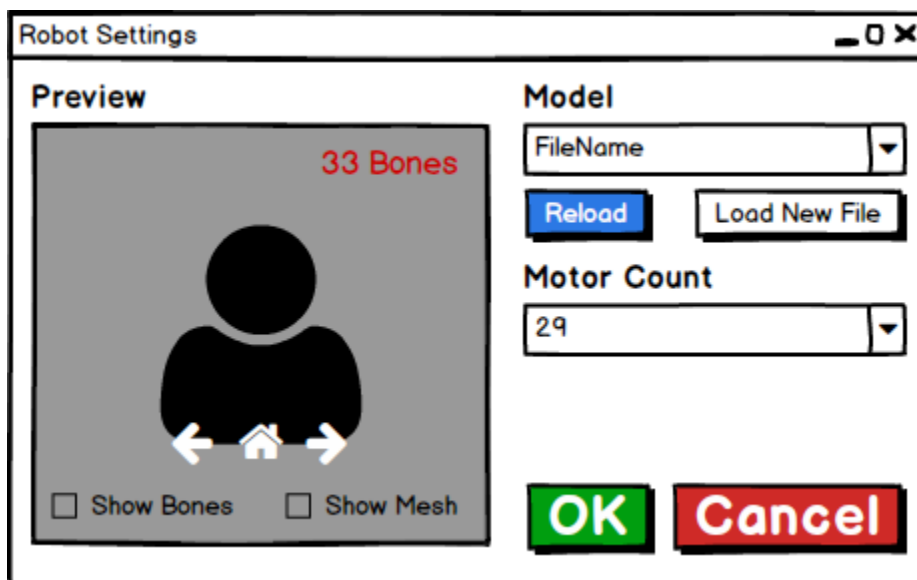 Robot Settings
Preview
33 Bones
Show Bones
Show Mesh
Model
FileName
Reload
Load New File
Motor Count
29
OK
Cancel